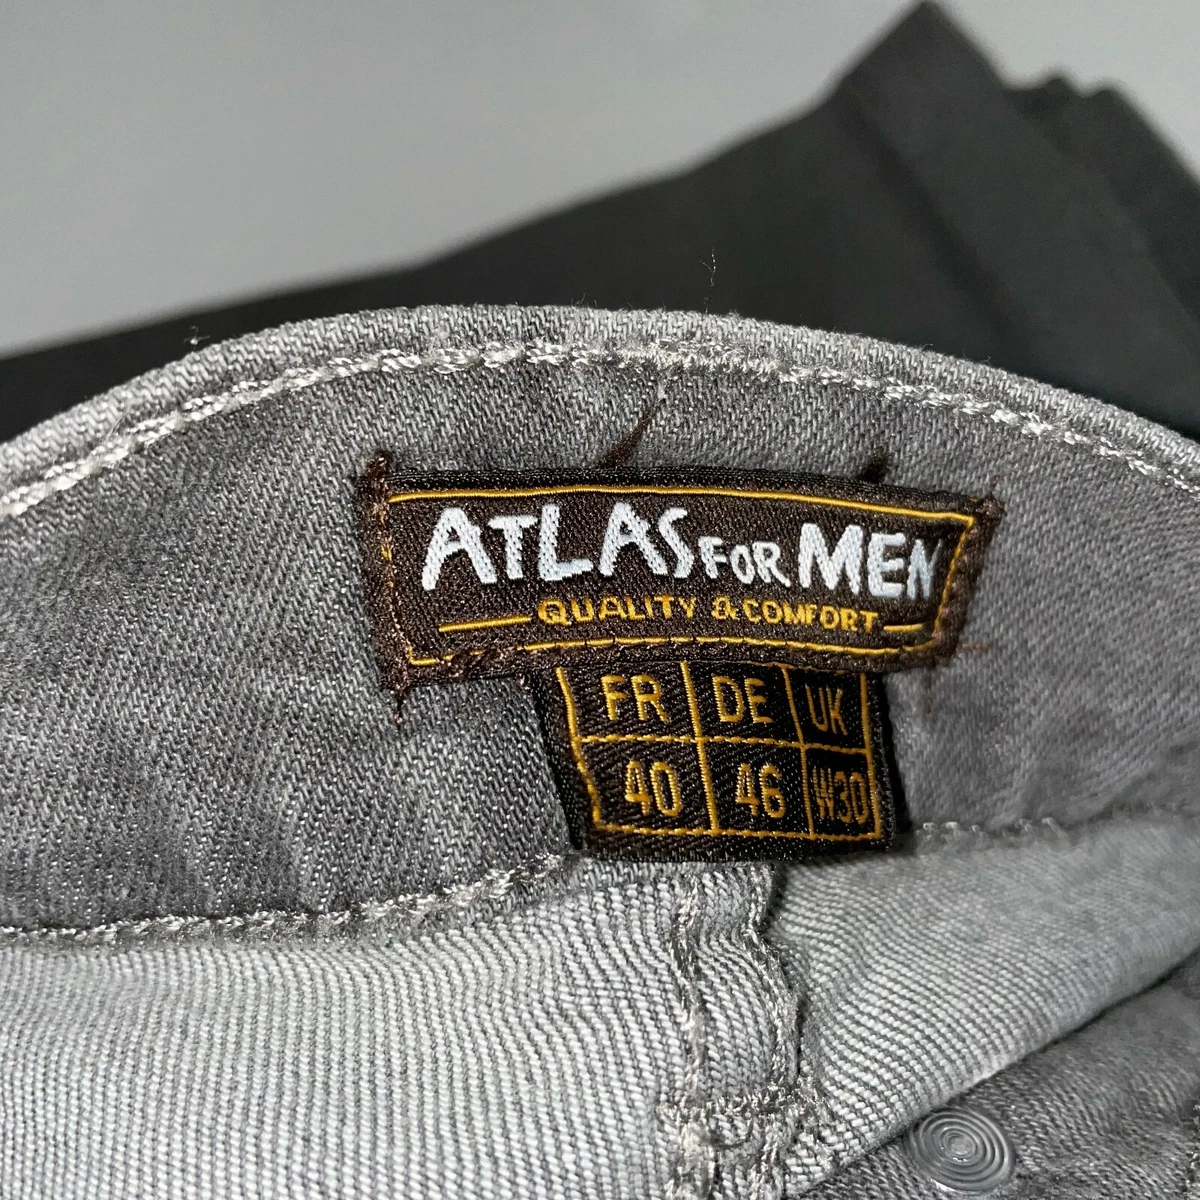 ATLAS FOR MEN
QUALITY & COMFORT
FR DE UK
40 46 W30